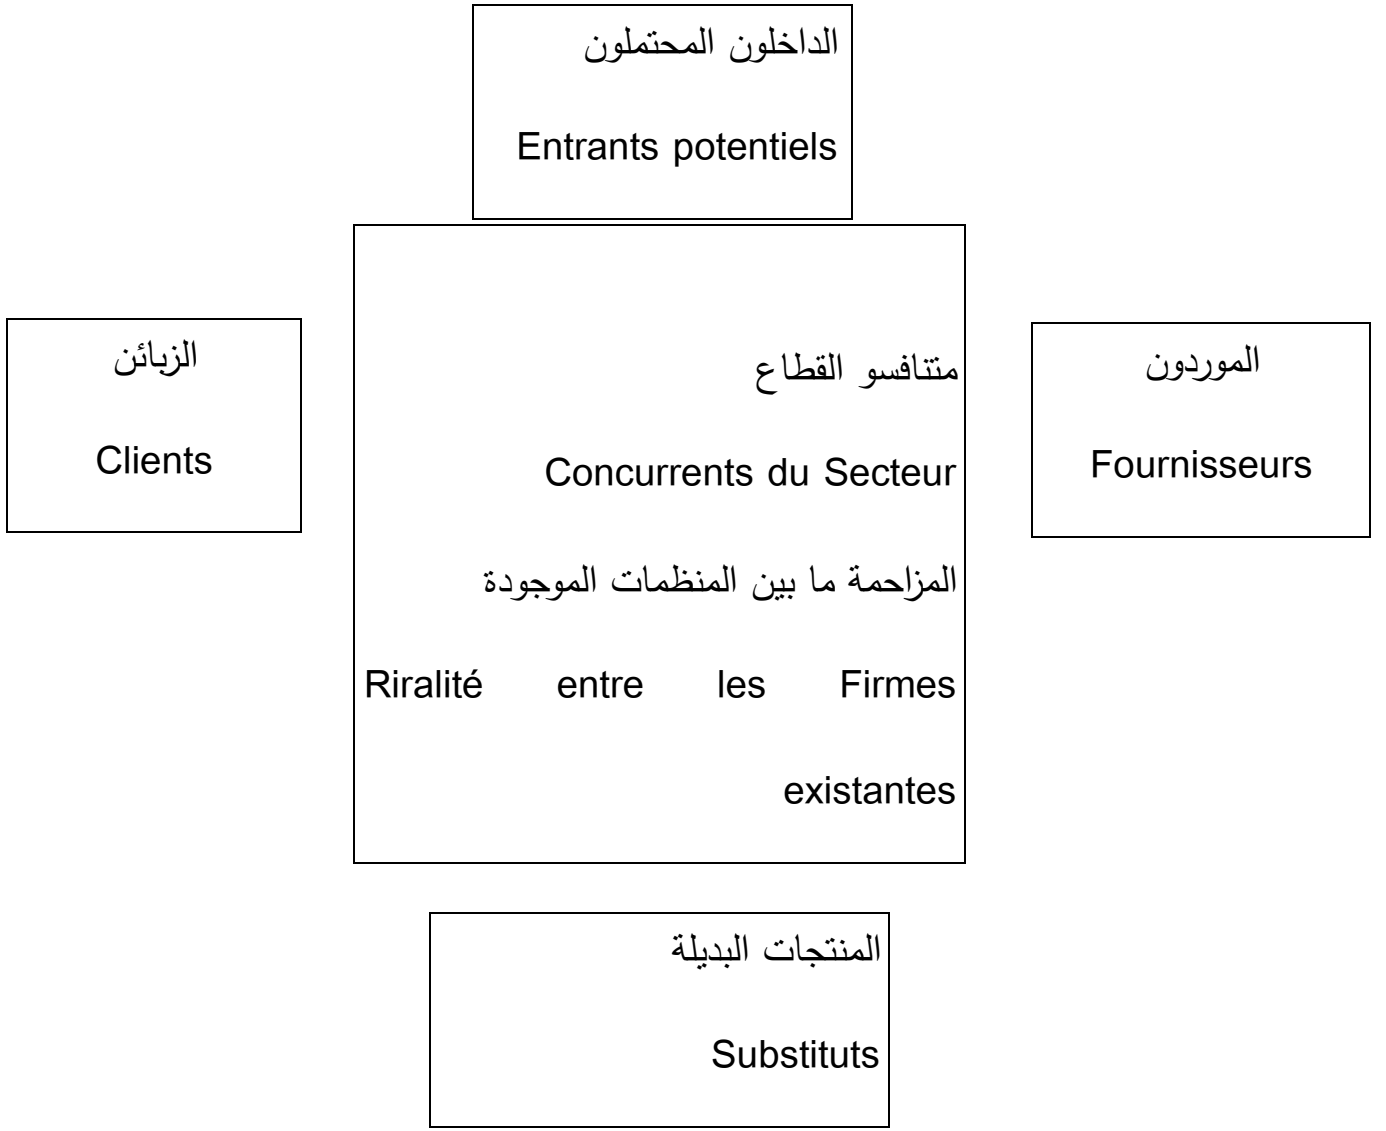 الداخلون المحتملون
Entrants potentiels
الموردون
Fournisseurs
متنافسو القطاع
Concurrents du Secteur
المزاحمة ما بين المنظمات الموجودة
Riralité entre les Firmes
existantes
الزبائن
Clients
المنتجات البديلة
Substituts